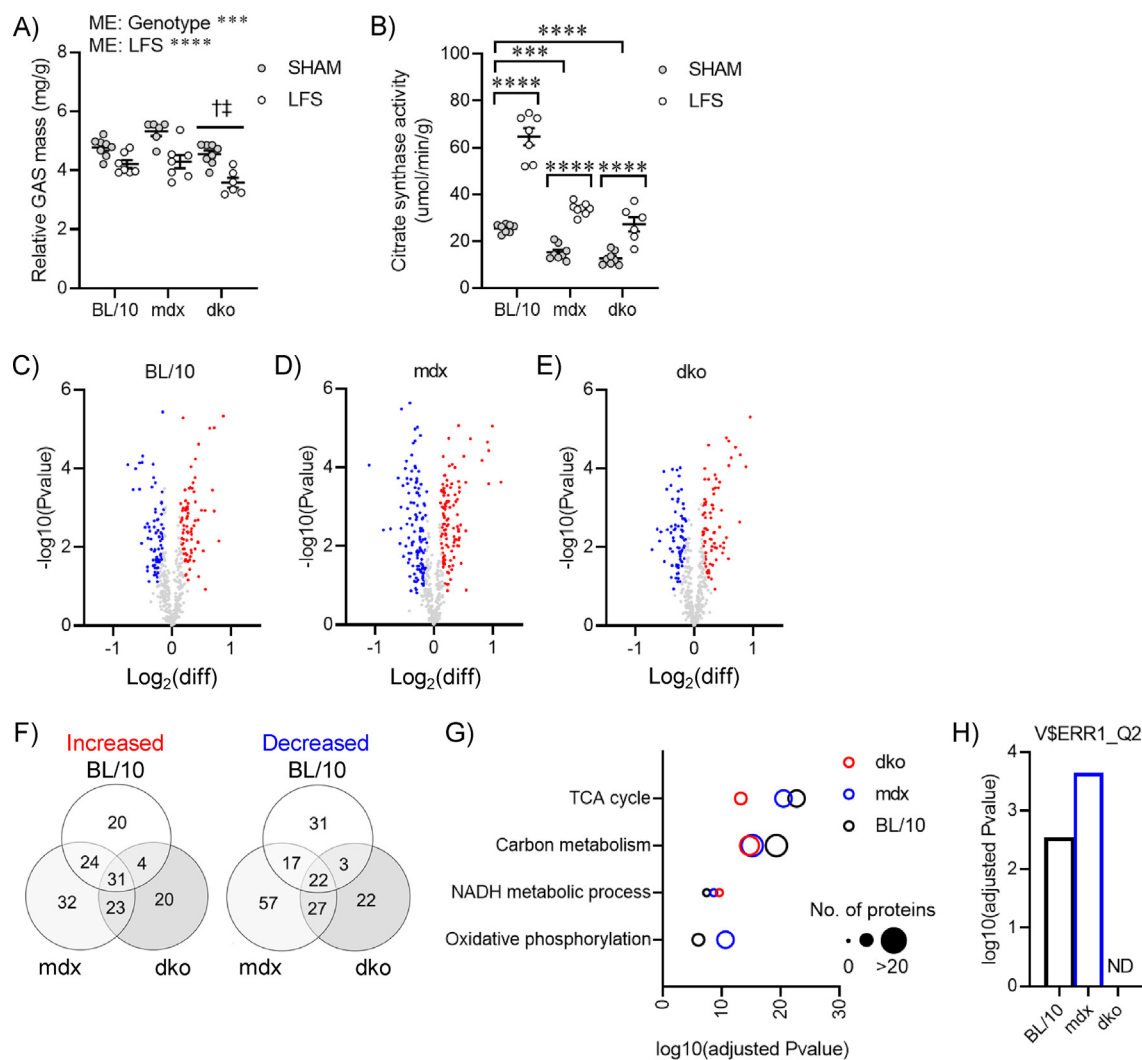 A)
ME: Genotype ***
ME: LFS ****
Relative GAS mass (mg/g)
8
6
4
2
0
SHAM
LFS
†‡
BL/10 mdx dko
B)
Citrate synthase activity
(umol/min/g)
100
80
60
40
20
0
****
***
****
****
****
SHAM
LFS
BL/10 mdx dko
C)
BL/10
-log10(Pvalue)
6
4
2
0
-1 0 1
Log2(diff)
D)
mdx
-log10(Pvalue)
6
4
2
0
-1 0 1
Log2(diff)
E)
dko
-log10(Pvalue)
6
4
2
0
-1 0 1
Log2(diff)
F)
Increased
BL/10
20
24 4
31
32 23 20
mdx dko
Decreased
BL/10
31
17 3
22
57 27 22
mdx dko
G)
TCA cycle
Carbon metabolism
NADH metabolic process
Oxidative phosphorylation
dko
mdx
BL/10
No. of proteins
0 >20
0 10 20 30
log10(adjusted Pvalue)
H)
V$ERR1_Q2
log10(adjusted Pvalue)
4
3
2
1
0
ND
BL/10 mdx dko